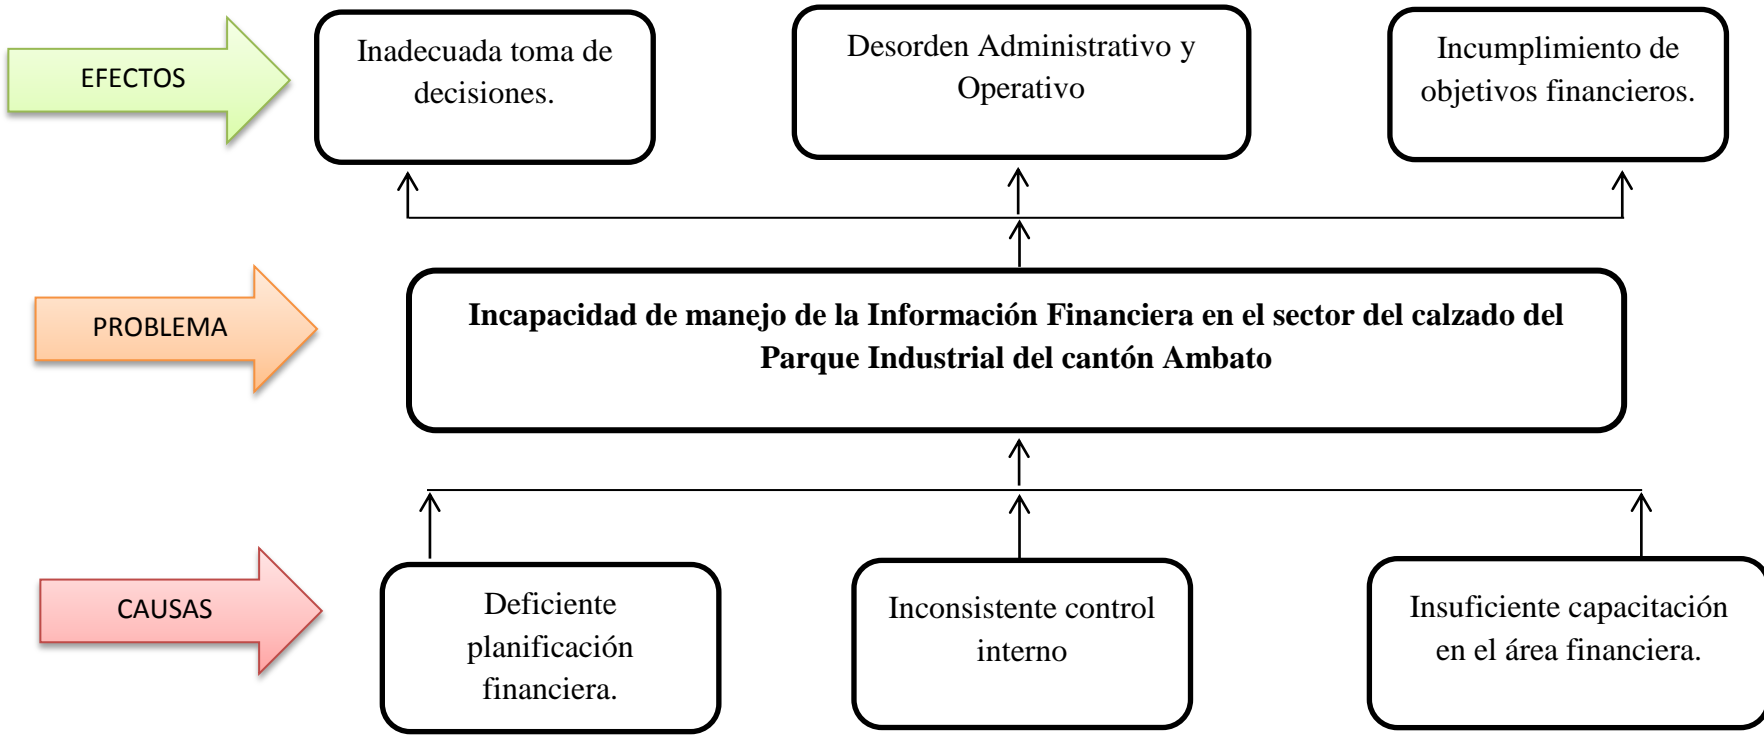 EFECTOS
Inadecuada toma de
decisiones.
Desorden Administrativo y
Operativo
Incumplimiento de
objetivos financieros.
PROBLEMA
Incapacidad de manejo de la Información Financiera en el sector del calzado del
Parque Industrial del cantón Ambato
CAUSAS
Deficiente
planificación
financiera.
Inconsistente control
interno
Insuficiente capacitación
en el área financiera.